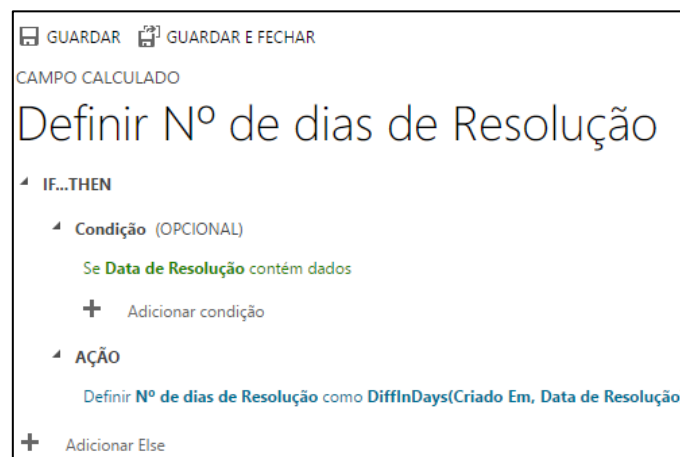 GUARDAR GUARDAR E FECHAR
CAMPO CALCULADO
Definir Nº de dias de Resolução
IF...THEN
Condição (OPCIONAL)
Se Data de Resolução contém dados
Adicionar condição
AÇÃO
Definir Nº de dias de Resolução como DiffInDays(Criado Em, Data de Resolução
Adicionar Else